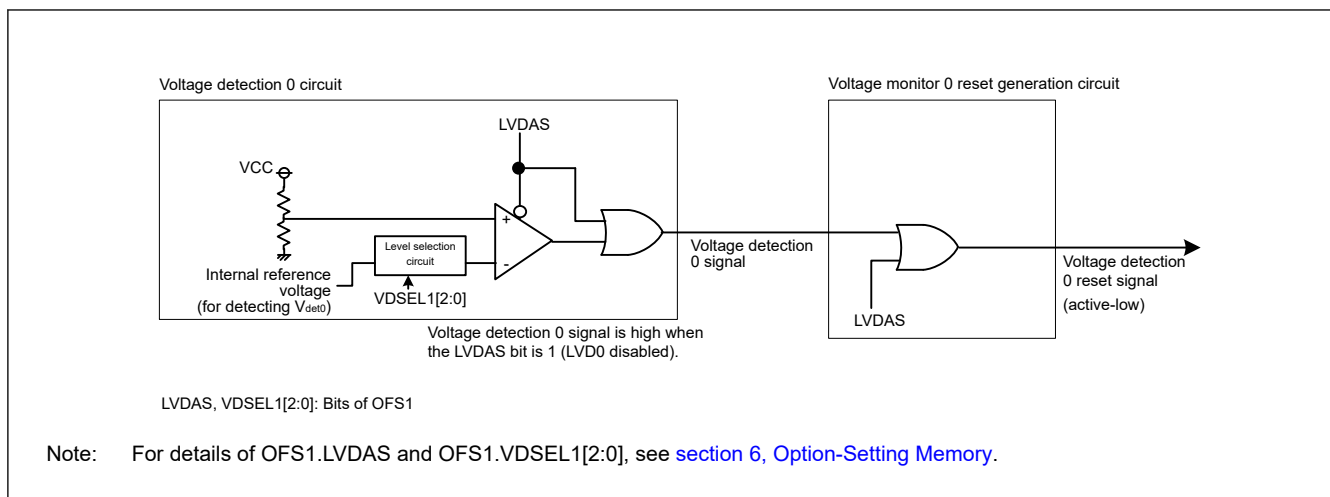 Voltage detection 0 circuit
Voltage monitor 0 reset generation circuit
LVDAS
VCC
+
Level selection
circuit
-
Internal reference
voltage
(for detecting Vdet0)
VDSEL1[2:0]
Voltage detection
0 signal
Voltage detection
0 reset signal
(active-low)
LVDAS
Voltage detection 0 signal is high when
the LVDAS bit is 1 (LVD0 disabled).
LVDAS, VDSEL1[2:0]: Bits of OFS1
Note: For details of OFS1.LVDAS and OFS1.VDSEL1[2:0], see section 6, Option-Setting Memory.